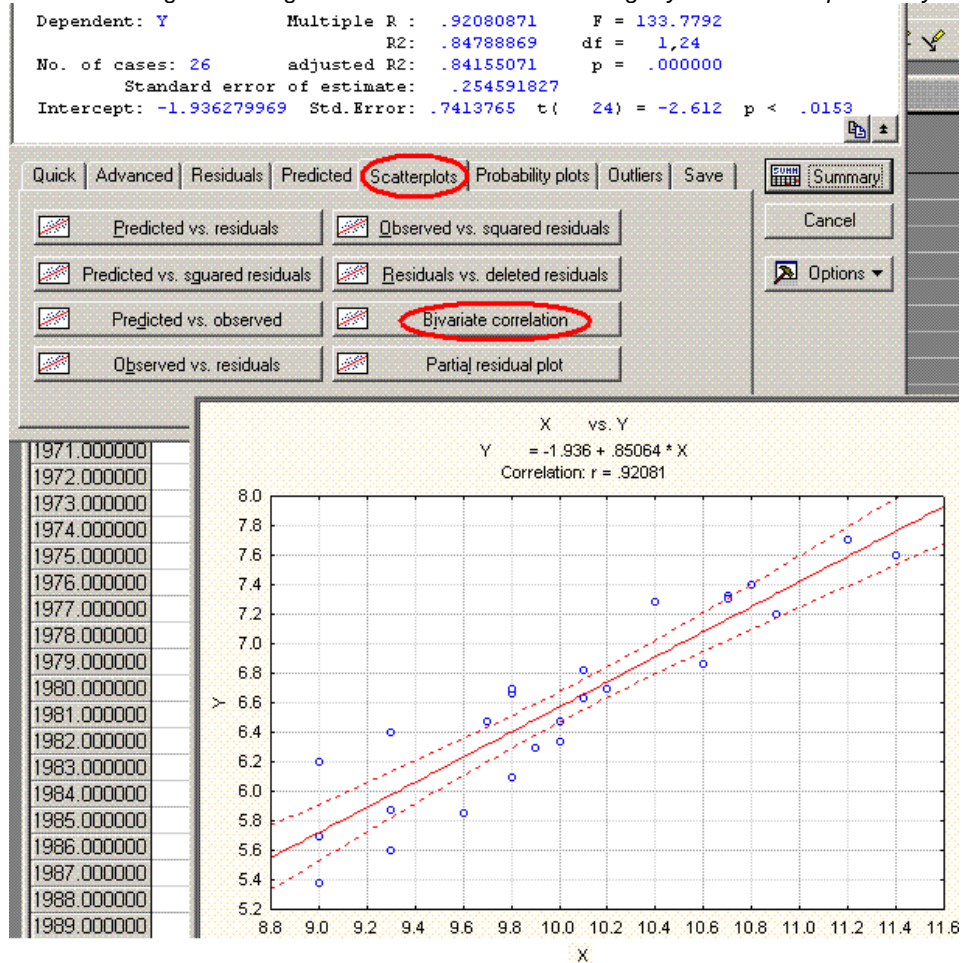 Dependent: Y Multiple R : .92080871 F = 133.7792
R2: .84788869 df = 1,24
No. of cases: 26 adjusted R2: .84155071 p = .000000
Standard error of estimate: .254591827
Intercept: -1.936279969 Std.Error: .7413765 t( 24) = -2.612 p < .0153
Quick Advanced Residuals Predicted Scatterplots Probability plots Outliers Save
SUMM Summary
Predicted vs. residuals Observed vs. squared residuals
Cancel
Predicted vs. squared residuals Residuals vs. deleted residuals
Options
Predicted vs. observed Bivariate correlation
Observed vs. residuals Partial residual plot
1971.000000
1972.000000
1973.000000
1974.000000
1975.000000
1976.000000
1977.000000
1978.000000
1979.000000
1980.000000
1981.000000
1982.000000
1983.000000
1984.000000
1985.000000
1986.000000
1987.000000
1988.000000
1989.000000
X vs. Y
Y = -1.936 + .85064 * X
Correlation: r = .92081
8.0
7.8
7.6
7.4
7.2
7.0
6.8
6.6
6.4
6.2
6.0
5.8
5.6
5.4
5.2
Y
8.8 9.0 9.2 9.4 9.6 9.8 10.0 10.2 10.4 10.6 10.8 11.0 11.2 11.4 11.6
X